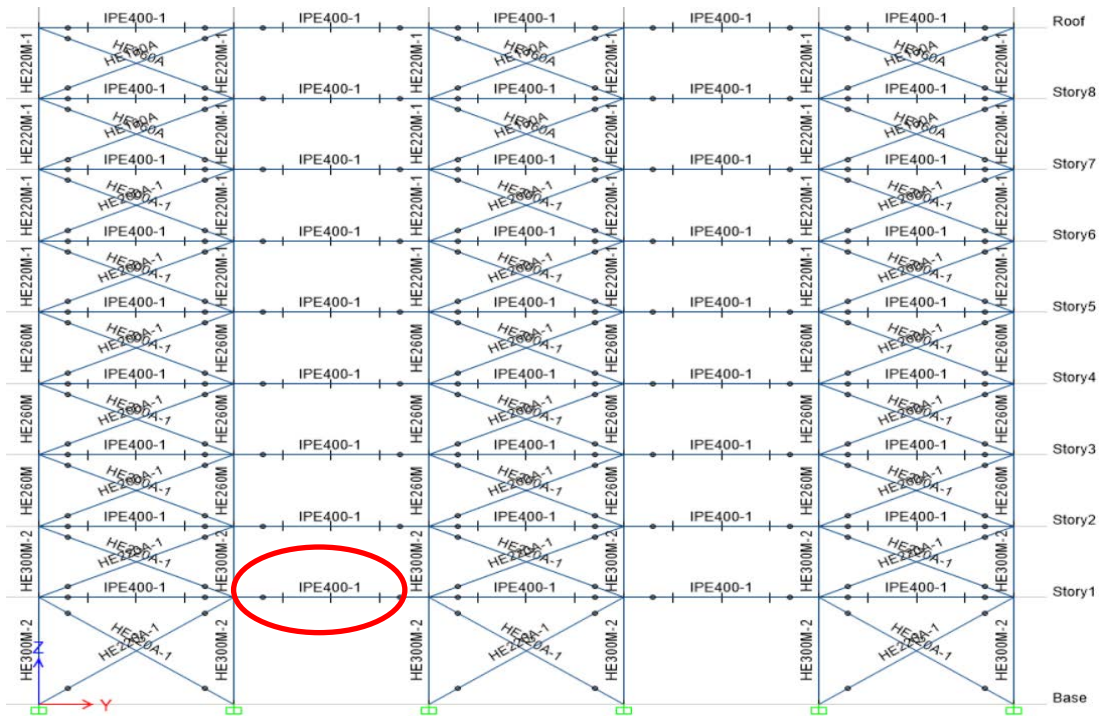 IPE400-1 IPE400-1 IPE400-1 IPE400-1 IPE400-1 Roof
HE220M-1 HE160A HE220M-1 HE220M-1 HE160A HE220M-1 HE220M-1 HE160A HE220M-1
IPE400-1 IPE400-1 IPE400-1 IPE400-1 IPE400-1 Story8
HE220M-1 HE160A HE220M-1 HE220M-1 HE160A HE220M-1 HE220M-1 HE160A HE220M-1
IPE400-1 IPE400-1 IPE400-1 IPE400-1 IPE400-1 Story7
HE220M-1 HE220M-1 HE220M-1 HE220M-1 HE220M-1 HE220M-1
IPE400-1 IPE400-1 IPE400-1 IPE400-1 IPE400-1 Story6
HE220M-1 HE220M-1 HE220M-1 HE220M-1 HE220M-1 HE220M-1
IPE400-1 IPE400-1 IPE400-1 IPE400-1 IPE400-1 Story5
HE260M HE260M HE260M HE260M HE260M HE260M
IPE400-1 IPE400-1 IPE400-1 IPE400-1 IPE400-1 Story4
HE260M HE260M HE260M HE260M HE260M HE260M
IPE400-1 IPE400-1 IPE400-1 IPE400-1 IPE400-1 Story3
HE260M HE260M HE260M HE260M HE260M HE260M
IPE400-1 IPE400-1 IPE400-1 IPE400-1 IPE400-1 Story2
HE300M-2 HE300M-2 HE300M-2 HE300M-2 HE300M-2 HE300M-2
IPE400-1 IPE400-1 IPE400-1 IPE400-1 IPE400-1 Story1
HE300M-2 HE300M-2 HE300M-2 HE300M-2 HE300M-2 HE300M-2
Z
Y Base